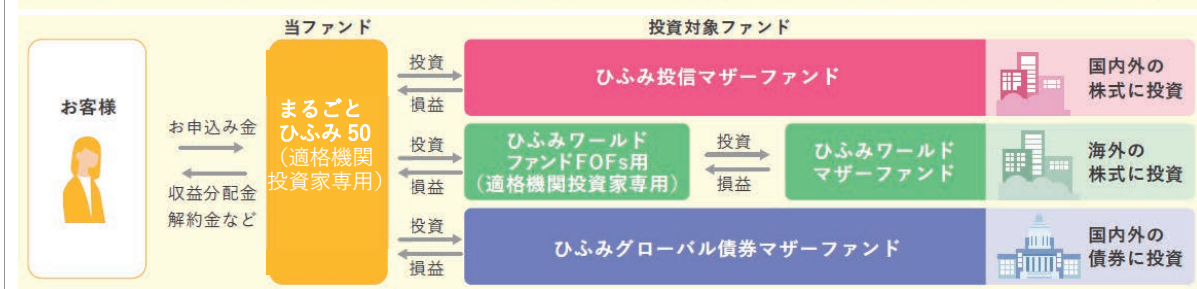 当ファンド
投資対象ファンド
お客様
お申込み金
収益分配金
解約金など
まるごと
ひふみ50
(適格機関
投資家専用)
投資
損益
ひふみ投信マザーファンド
国内外の
株式に投資
投資
損益
ひふみワールド
ファンドFOFs用
(適格機関投資家専用)
投資
損益
ひふみワールド
マザーファンド
海外の
株式に投資
投資
損益
ひふみグローバル債券マザーファンド
国内外の
債券に投資